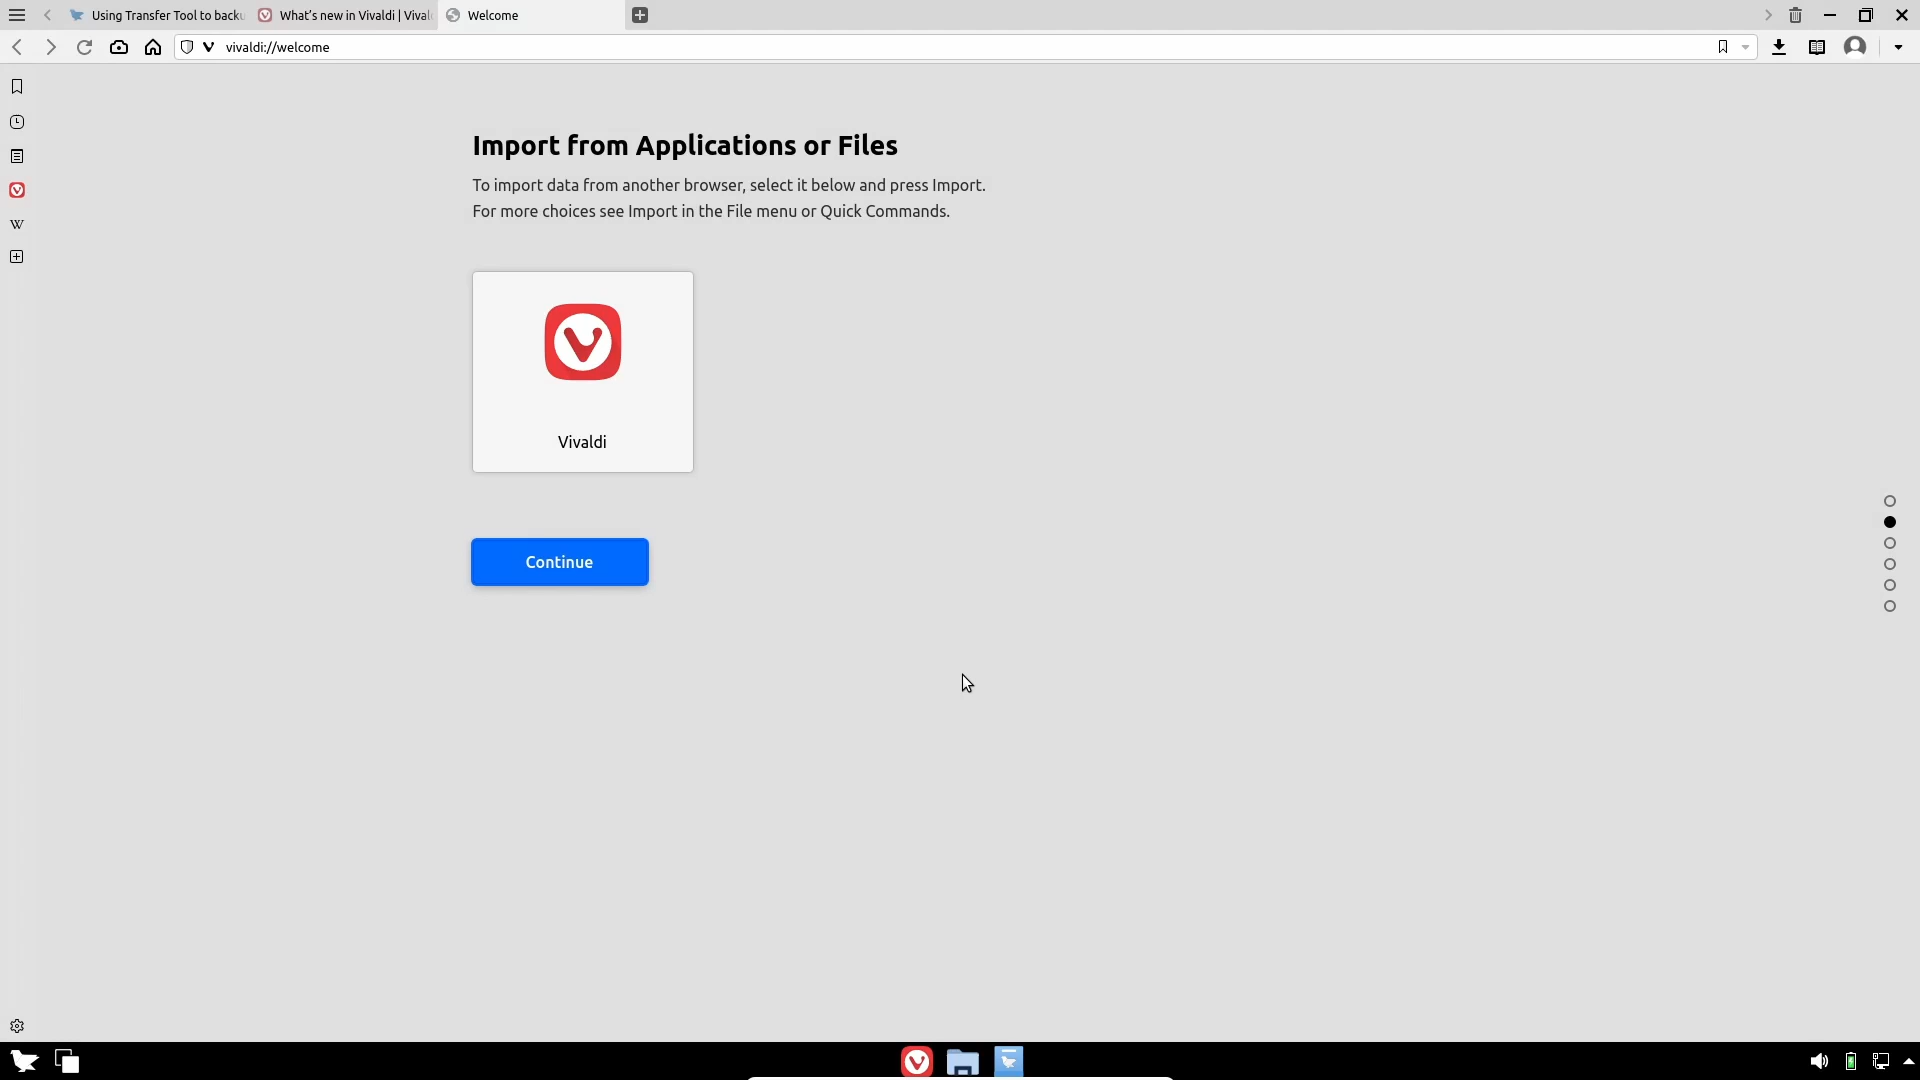 Using Transfer Tool to backu
What's new in Vivaldi | Vival
Welcome
vivaldi://welcome
Import from Applications or Files
To import data from another browser, select it below and press Import.
For more choices see Import in the File menu or Quick Commands.
W
Vivaldi
Continue